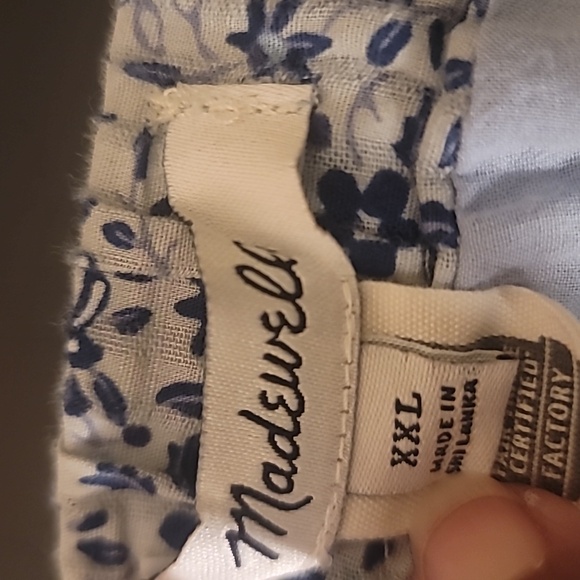 Madewell
XXL
MADE IN
SRI LANKA
CERTIFIED
FACTORY